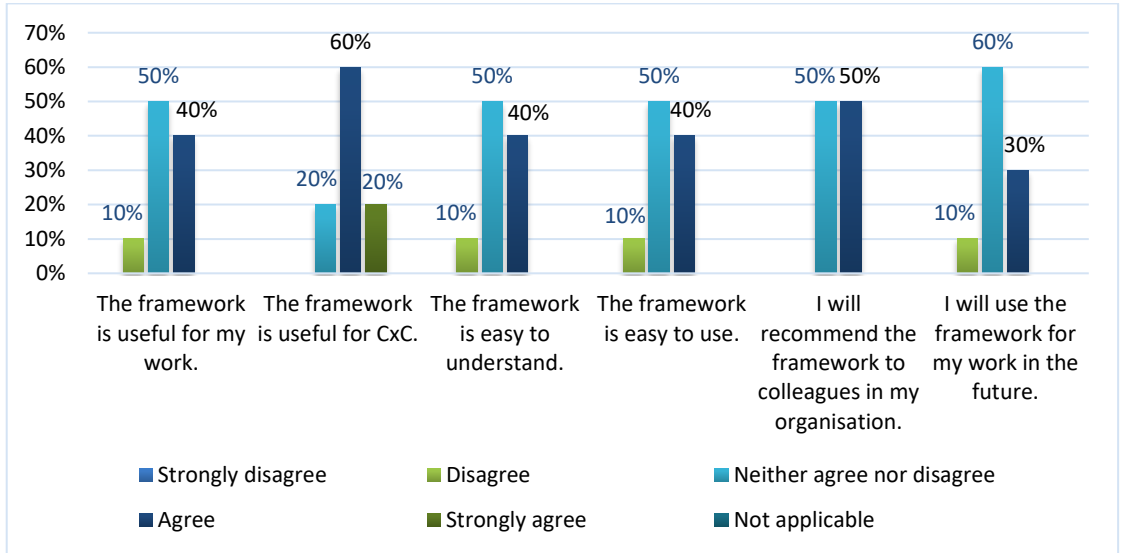 70%
60%
50%
40%
30%
20%
10%
0%
10%
50%
40%
20%
60%
20%
10%
50%
40%
10%
50%
40%
50%
50%
10%
60%
30%
The framework
is useful for my
work.
The framework
is useful for CxC.
The framework
is easy to
understand.
The framework
is easy to use.
I will
recommend the
framework to
colleagues in my
organisation.
I will use the
framework for
my work in the
future.
Strongly disagree
Disagree
Neither agree nor disagree
Agree
Strongly agree
Not applicable